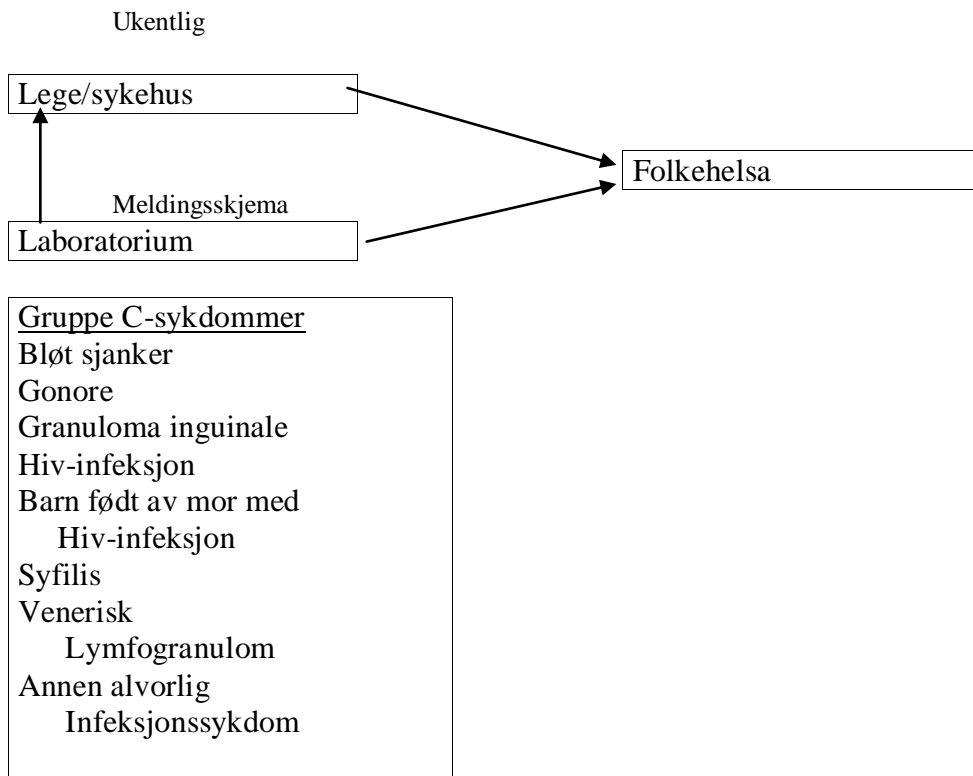 Ukentlig
Lege/sykehus
Folkehelsa
Meldingsskjema
Laboratorium
Gruppe C-sykdommer
Bløt sjanker
Gonore
Granuloma inguinale
Hiv-infeksjon
Barn født av mor med
Hiv-infeksjon
Syfilis
Venerisk
Lymfogranulom
Annen alvorlig
Infeksjonssykdom